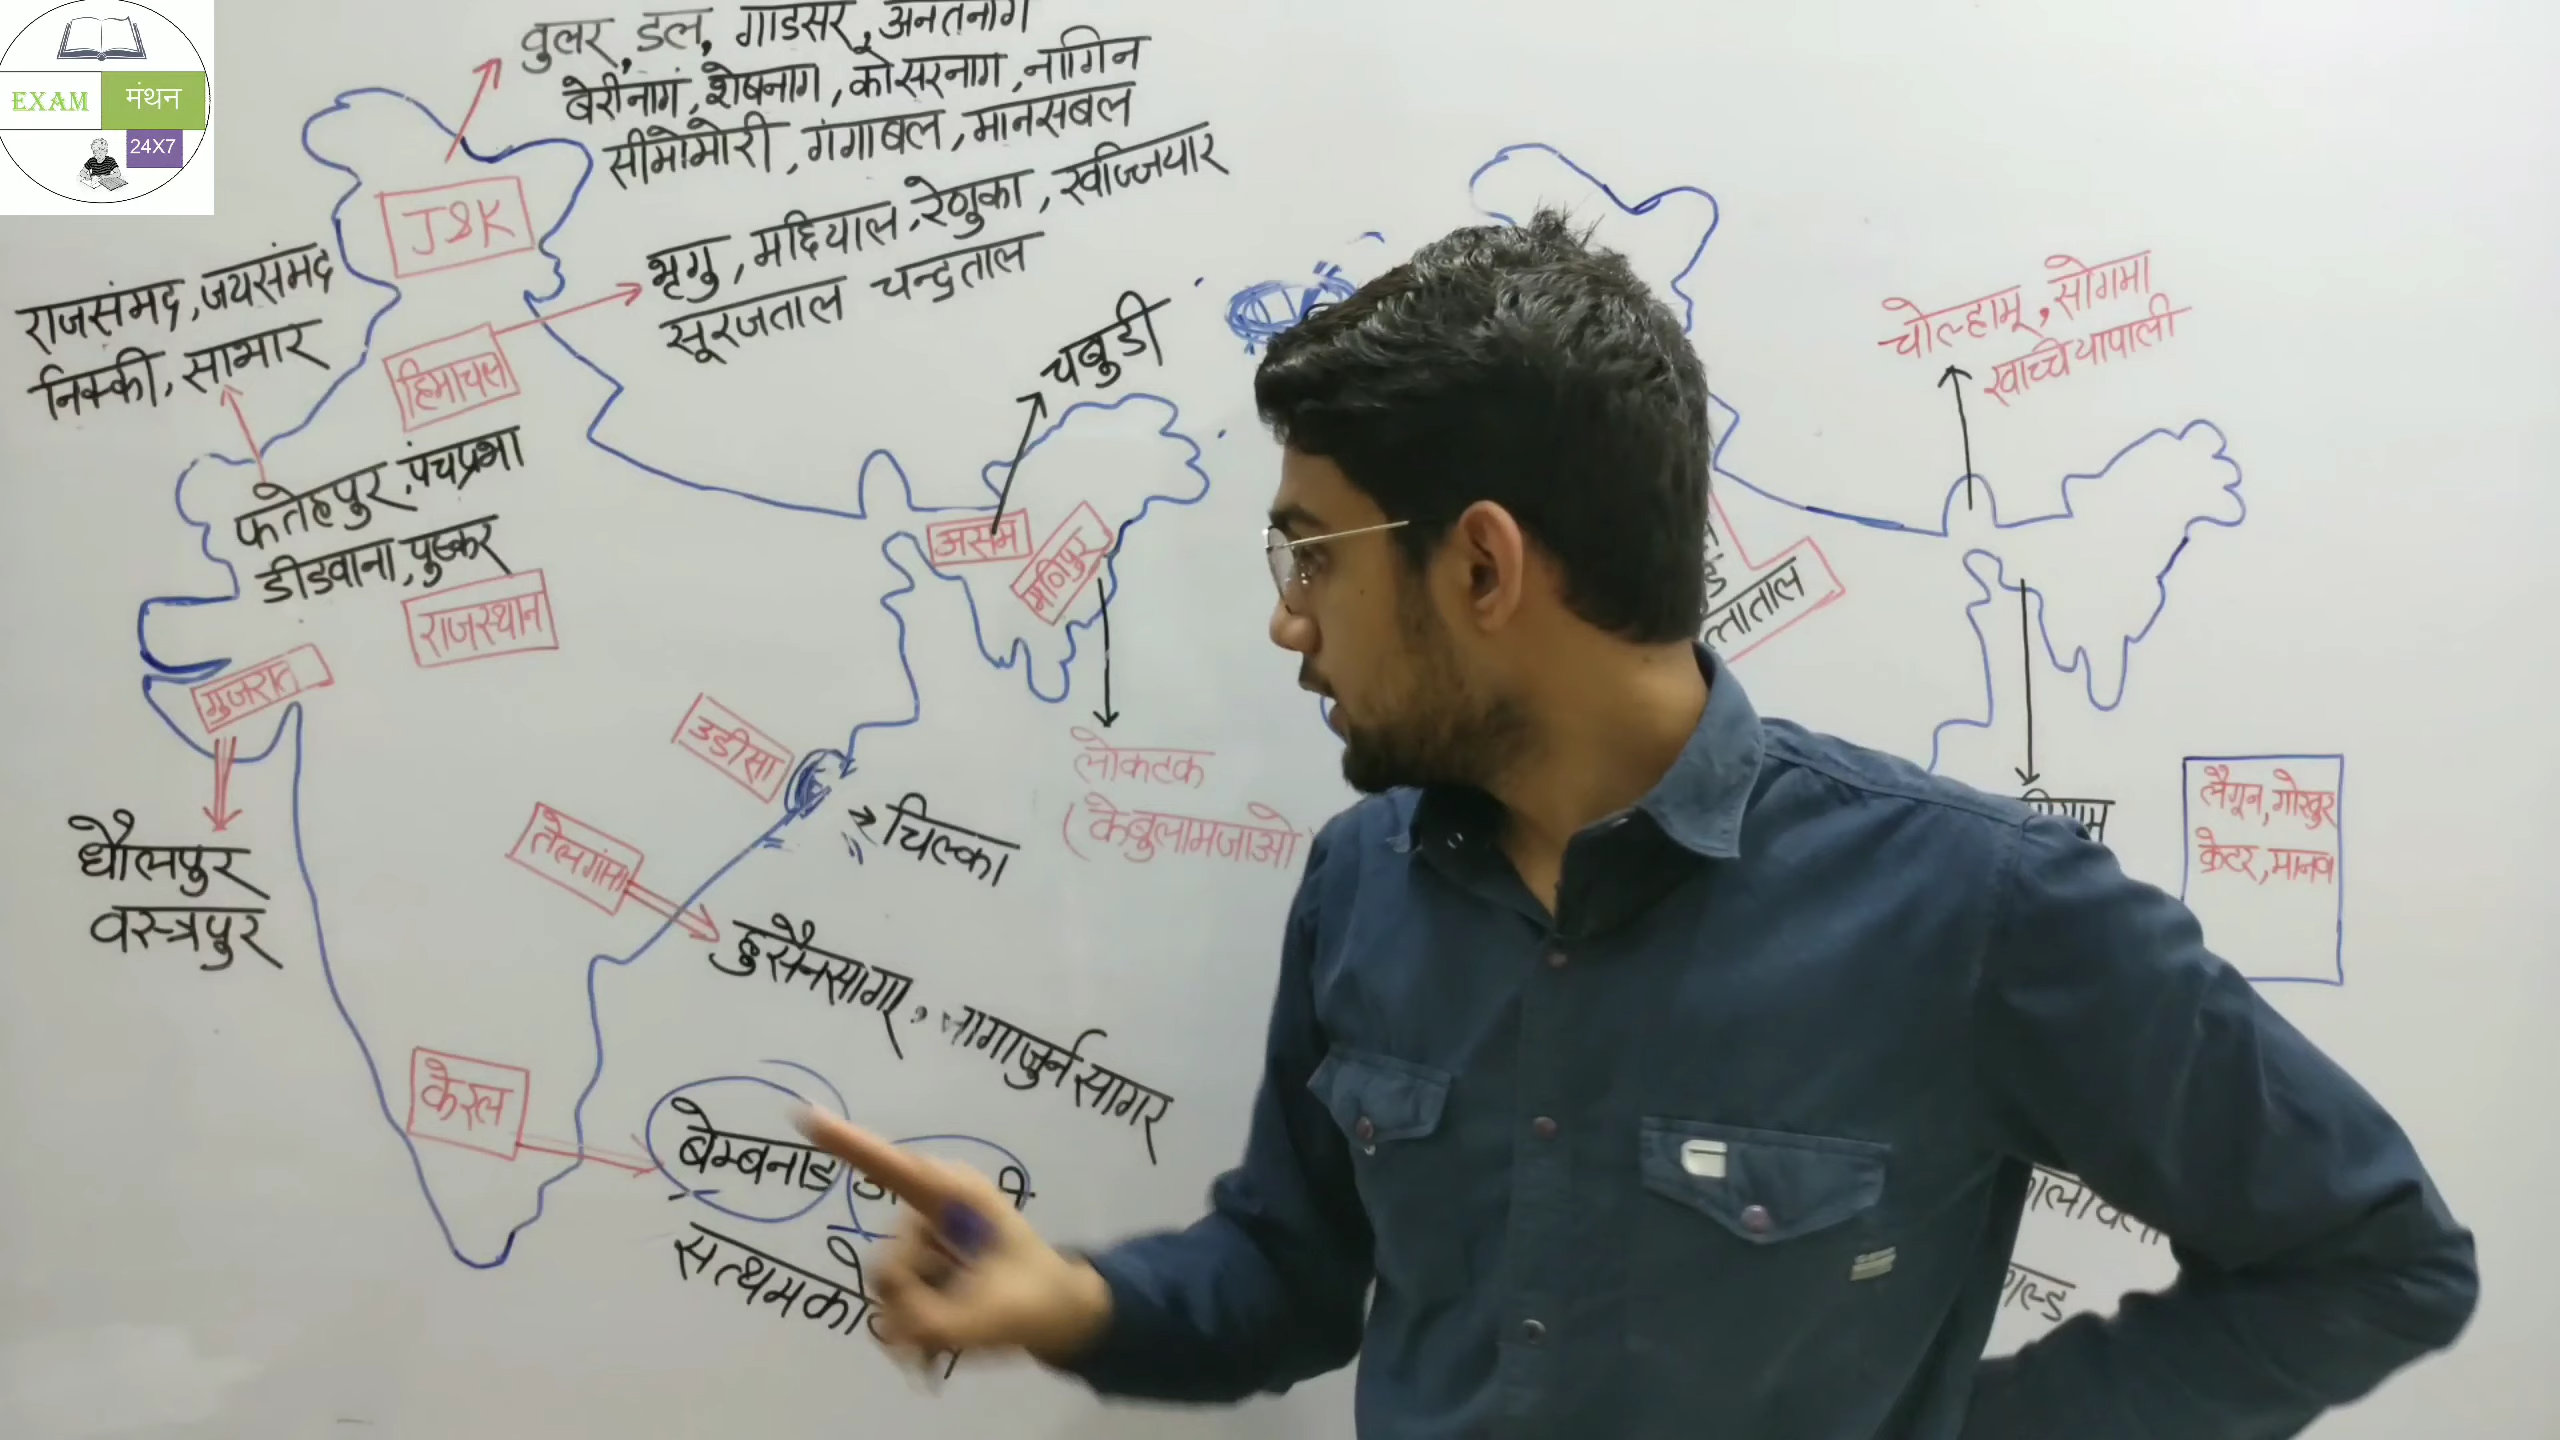 EXAM मंथन
24X7
वुलर, डल, गाडसर, अनतनाग
बेरीनाग, शेषनाग, कोसरनाग, नागिन
सीमोमोरी, गंगाबल, मानसबल
J&K
भृगु, मद्दियाल, रेणुका, खज्जियार
सूरजताल चन्द्रताल
हिमाचल
राजसंमद, जयसंमद
निक्की, साभार
फतेहपुर, पंचप्रभा
डीडवाना, पुष्कर
राजस्थान
गुजरात
धौलपुर
वस्त्रपुर
चबुडी
असम
मणिपुर
लोकटक
(केबुलामजाओ
उडीसा
चिल्का
तेलगांना
हुसैनसागर, नागाजुर्नसागर
केरल
बेम्बनाड
चोल्हामू, सोगमा
खाच्चेयापाली
लैगून, गोखुर
क्रेटर, मानव